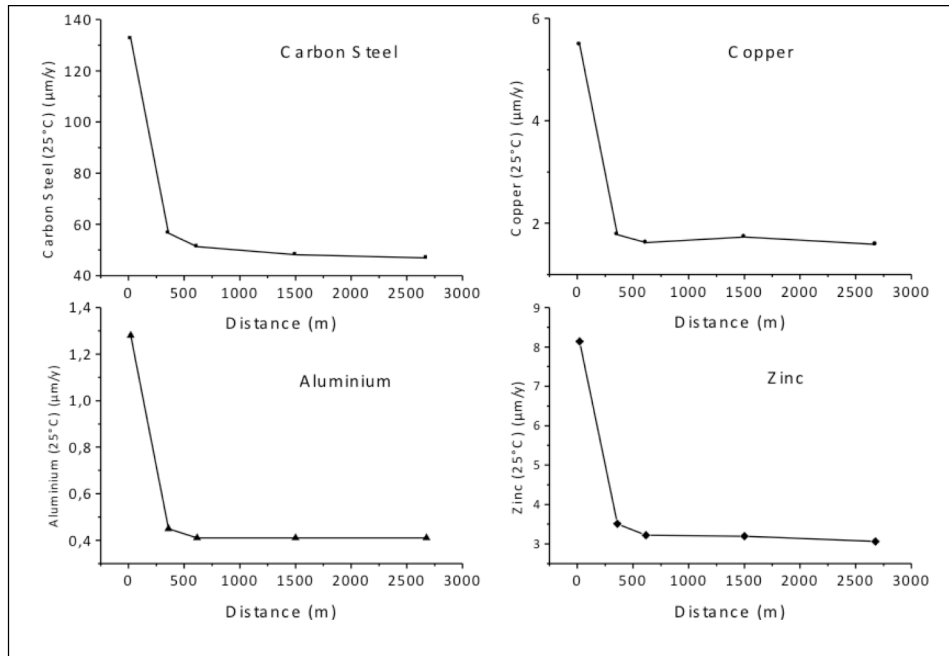 Carbon Steel
Carbon Steel (25°C) (µm/y)
140
120
100
80
60
40
0 500 1000 1500 2000 2500 3000
Distance (m)
Copper
Copper (25°C) (µm/y)
6
4
2
0 500 1000 1500 2000 2500 3000
Distance (m)
Aluminium
Aluminium (25°C) (µm/y)
1,4
1,2
1,0
0,8
0,6
0,4
0 500 1000 1500 2000 2500 3000
Distance (m)
Zinc
Zinc (25°C) (µm/y)
9
8
7
6
5
4
3
0 500 1000 1500 2000 2500 3000
Distance (m)